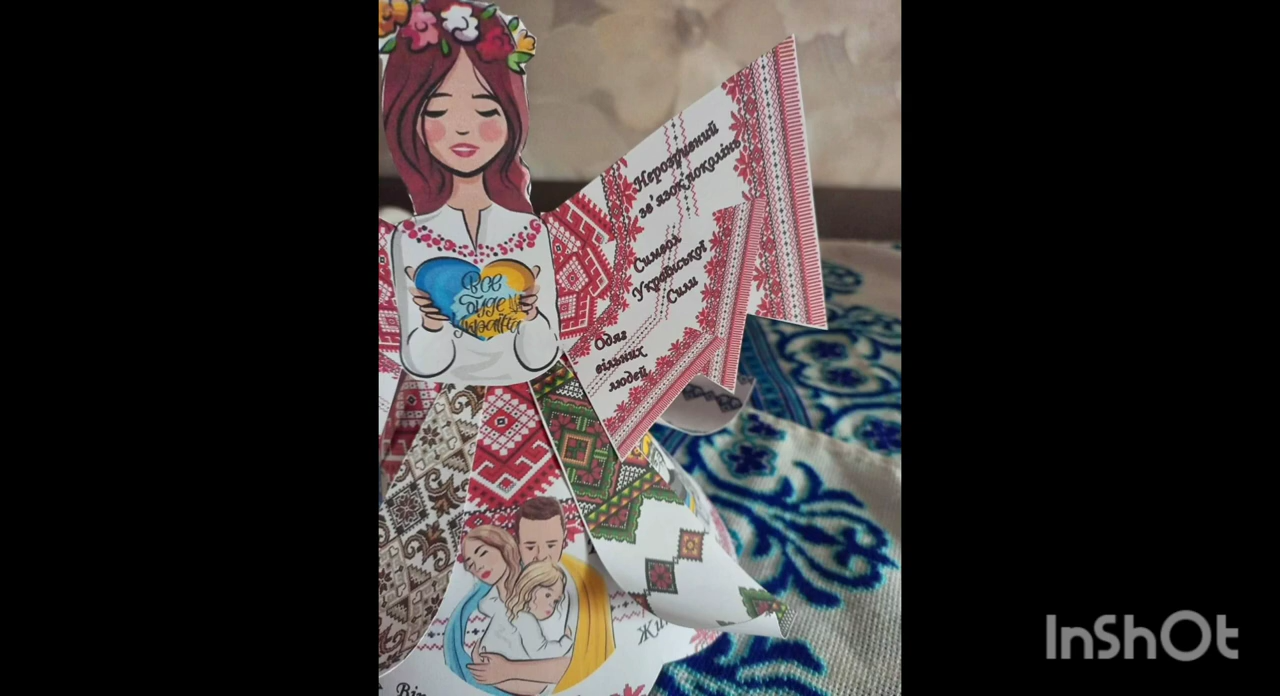 Все
буде
Україна
Нерозривний
зв'язок поколінь
Символ
Української
Сили
Одяг
вільних
людей
InShOt